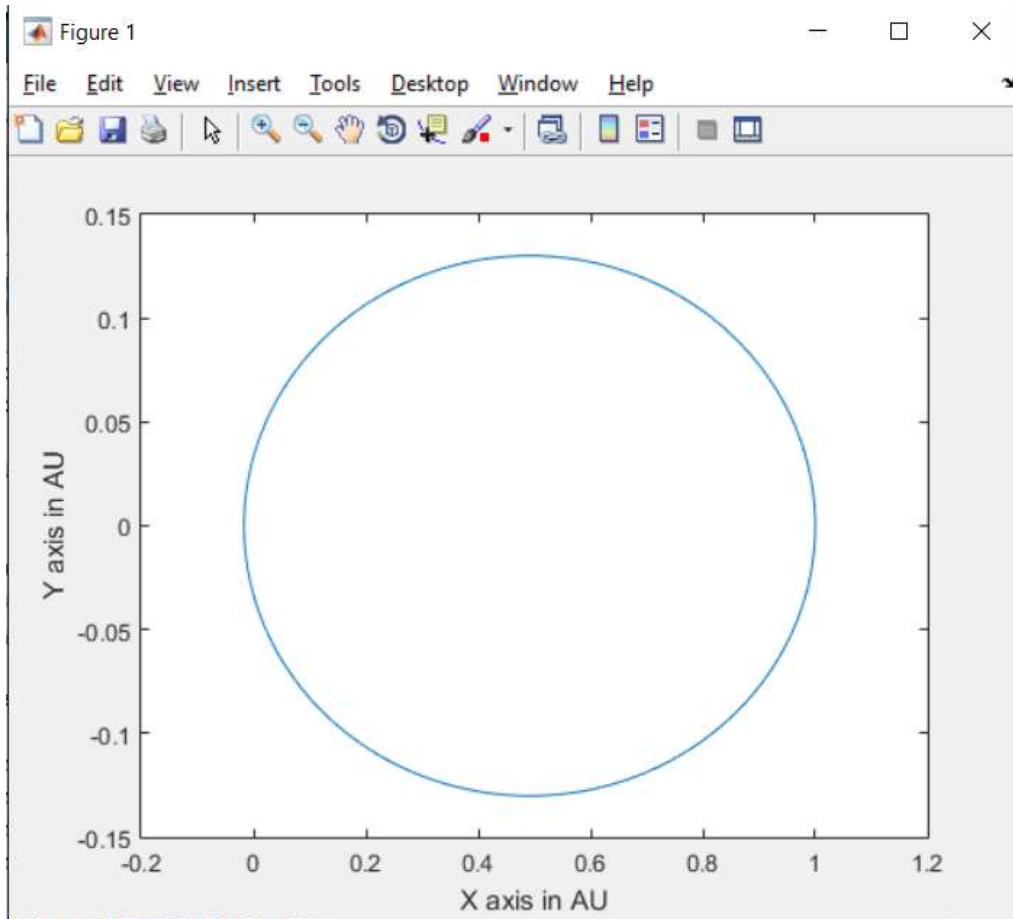 Figure 1
File Edit View Insert Tools Desktop Window Help
0.15
0.1
0.05
0
-0.05
-0.1
-0.15
Y axis in AU
-0.2 0 0.2 0.4 0.6 0.8 1 1.2
X axis in AU